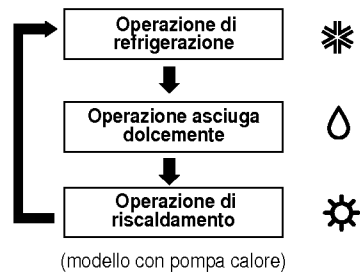 Operazione di
refrigerazione
Operazione asciuga
dolcemente
Operazione di
riscaldamento
(modello con pompa calore)